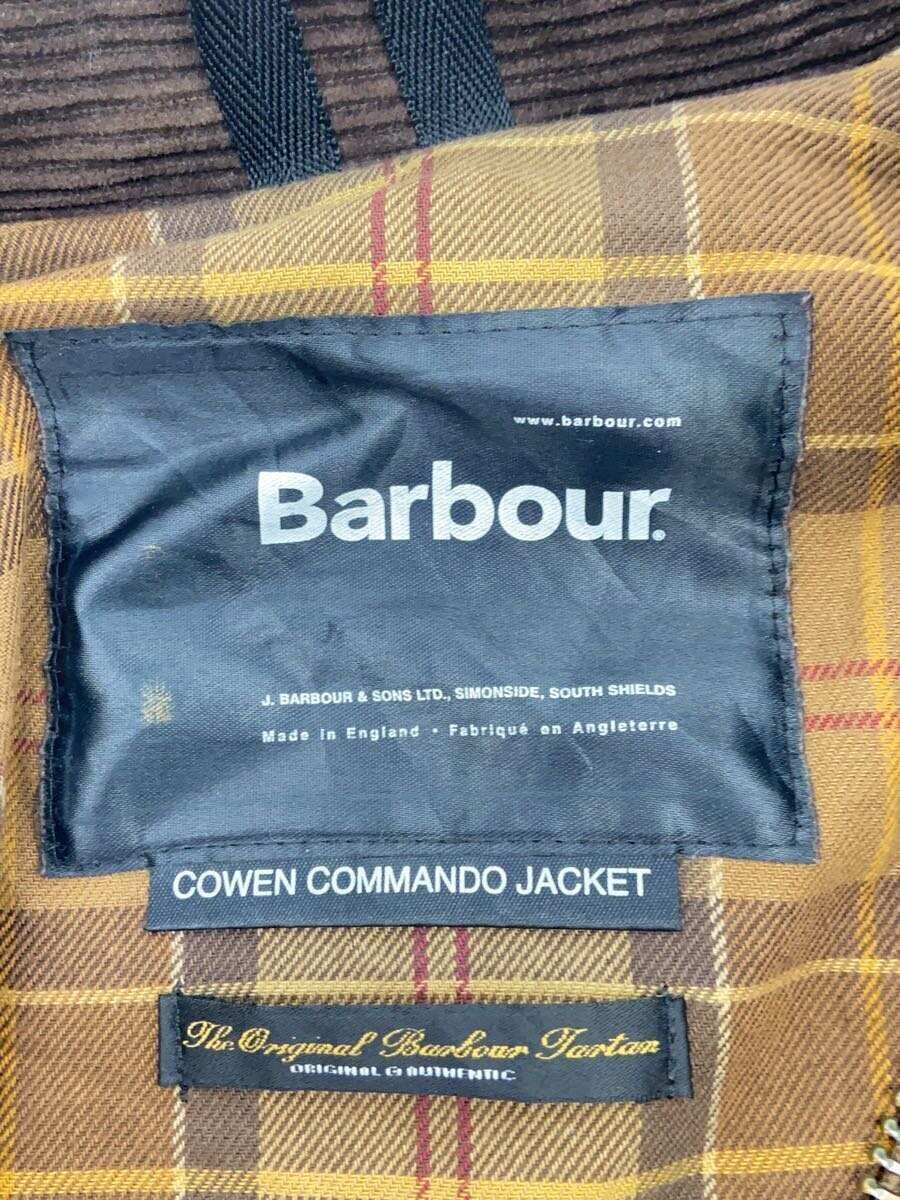 www.barbour.com
Barbour.
J. BARBOUR & SONS LTD., SIMONSIDE, SOUTH SHIELDS
Made in England · Fabriqué en Angleterre
COWEN COMMANDO JACKET
The Original Barbour Tartan
ORIGINAL & AUTHENTIC